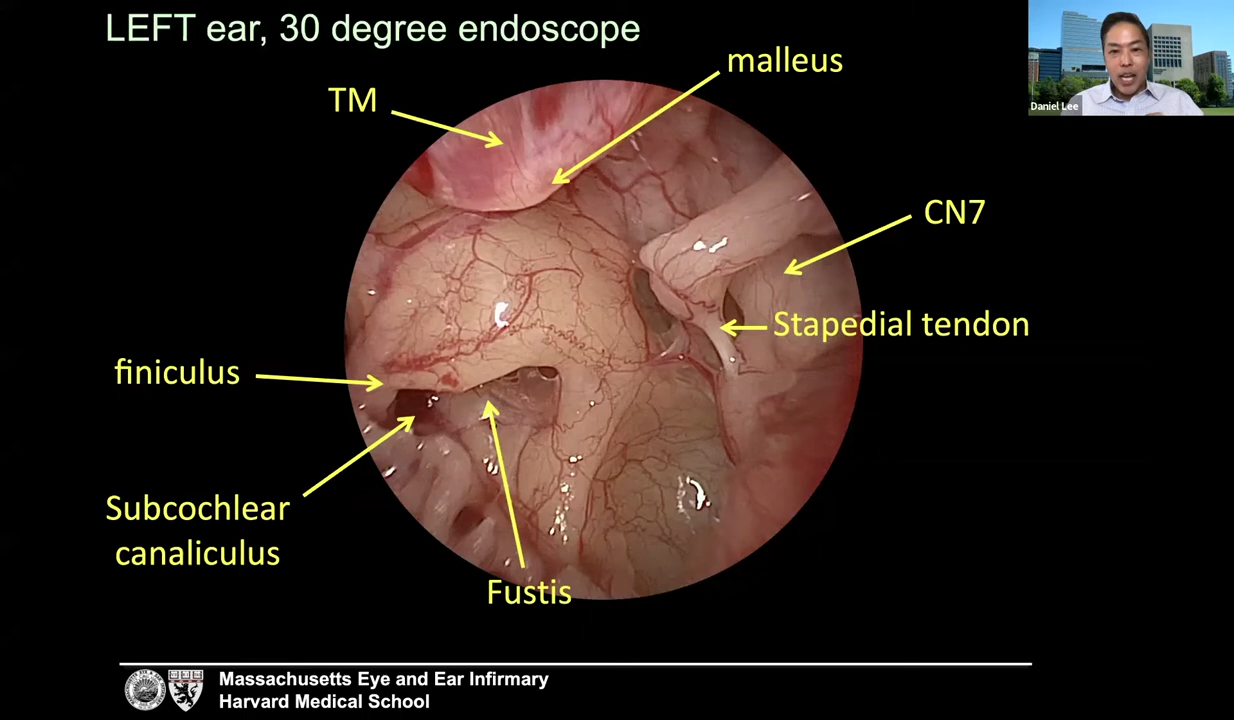 LEFT ear, 30 degree endoscope
malleus
TM
Daniel Lee
CN7
Stapedial tendon
finiculus
Subcochlear
canaliculus
Fustis
Massachusetts Eye and Ear Infirmary
Harvard Medical School